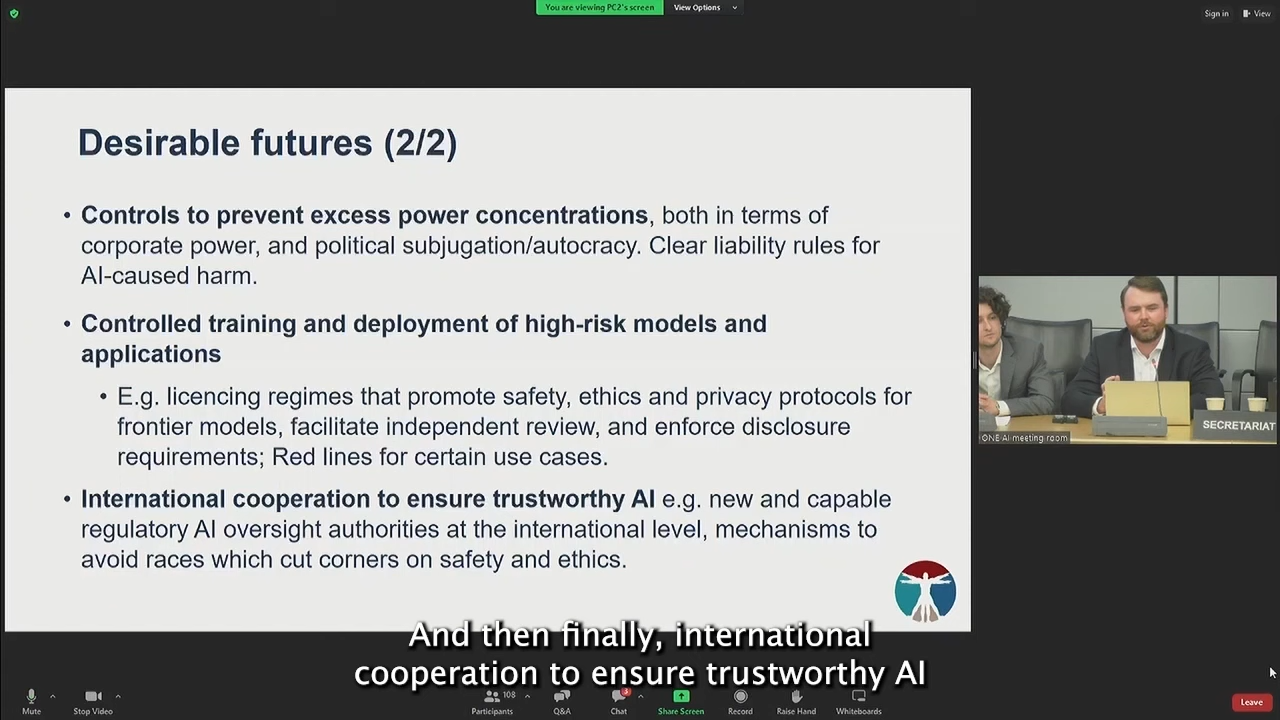 You are viewing PC2's screen
View Options
Sign in
View
Desirable futures (2/2)
• Controls to prevent excess power concentrations, both in terms of
corporate power, and political subjugation/autocracy. Clear liability rules for
AI-caused harm.
• Controlled training and deployment of high-risk models and
applications
• E.g. licencing regimes that promote safety, ethics and privacy protocols for
frontier models, facilitate independent review, and enforce disclosure
requirements; Red lines for certain use cases.
• International cooperation to ensure trustworthy AI e.g. new and capable
regulatory AI oversight authorities at the international level, mechanisms to
avoid races which cut corners on safety and ethics.
SECRETARIAT
ONE AI meeting room
And then finally, international
cooperation to ensure trustworthy AI
Mute
Stop Video
Participants
108
Q&A
Chat
3
Share Screen
Record
Raise Hand
Whiteboards
Leave